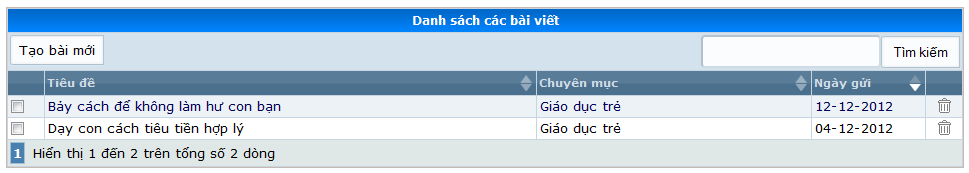 Danh sách các bài viết
Tạo bài mới Tìm kiếm
Tiêu đề Chuyên mục Ngày gửi
Bảy cách để không làm hư con bạn Giáo dục trẻ 12-12-2012
Dạy con cách tiêu tiền hợp lý Giáo dục trẻ 04-12-2012
1 Hiển thị 1 đến 2 trên tổng số 2 dòng